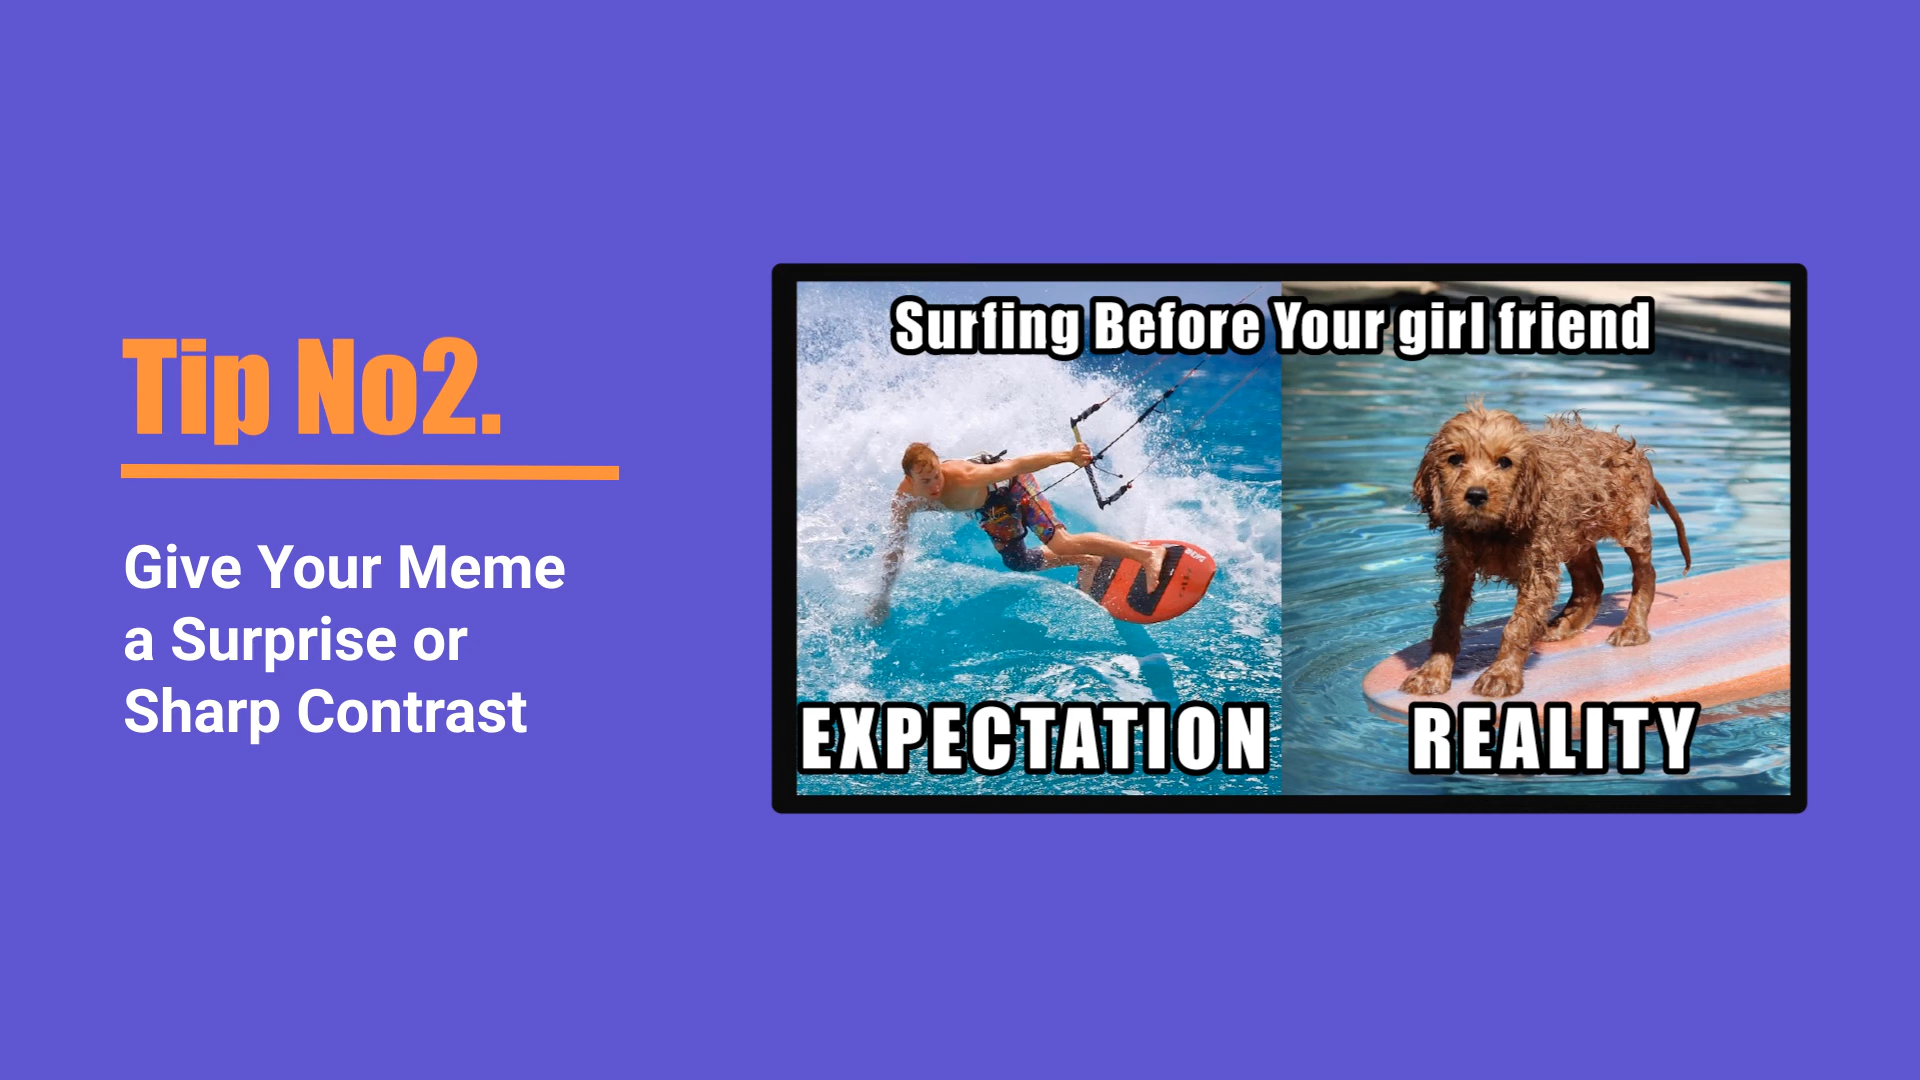 Tip No2.
Give Your Meme
a Surprise or
Sharp Contrast
Surfing Before Your girl friend
EXPECTATION
REALITY